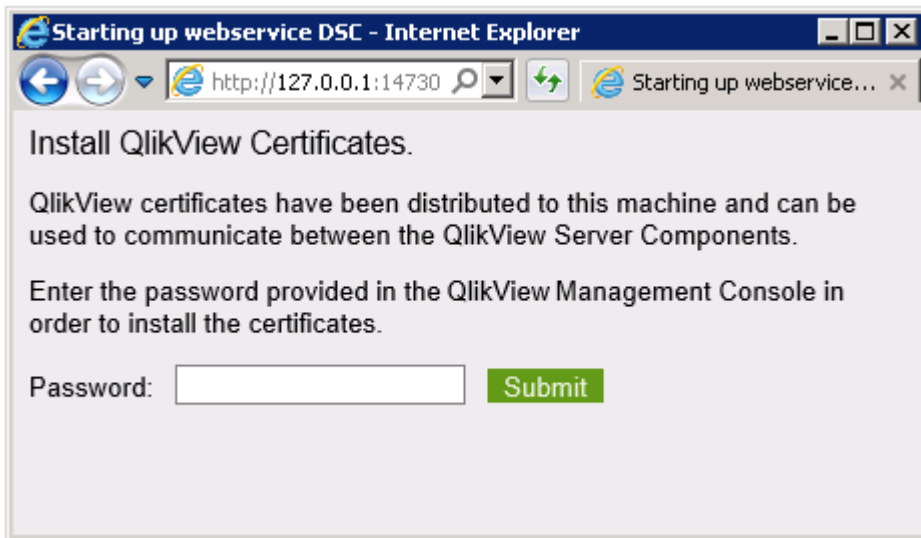 Starting up webservice DSC - Internet Explorer
http://127.0.0.1:14730
Starting up webservice...
Install QlikView Certificates.
QlikView certificates have been distributed to this machine and can be
used to communicate between the QlikView Server Components.
Enter the password provided in the QlikView Management Console in
order to install the certificates.
Password: Submit